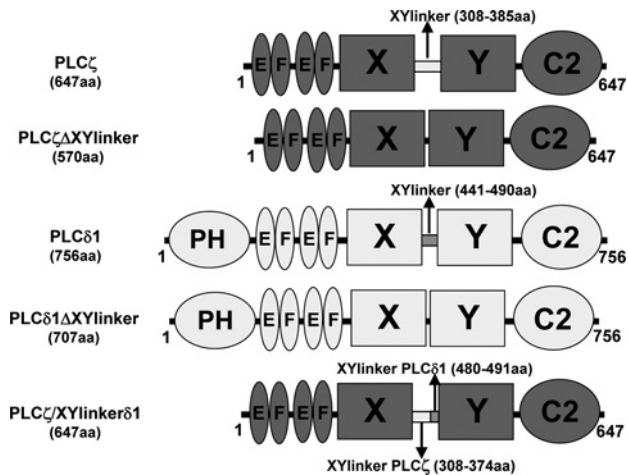 XYlinker (308-385aa)
PLCζ
(647aa)
1
E F E F X Y C2
647
PLCζΔXYlinker
(570aa)
1
E F E F X Y C2
647
XYlinker (441-490aa)
PLCδ1
(756aa)
1
PH E F E F X Y C2
756
PLCδ1ΔXYlinker
(707aa)
1
PH E F E F X Y C2
756
XYlinker PLCδ1 (480-491aa)
PLCζ/XYlinkerδ1
(647aa)
1
E F E F X Y C2
647
XYlinker PLCζ (308-374aa)